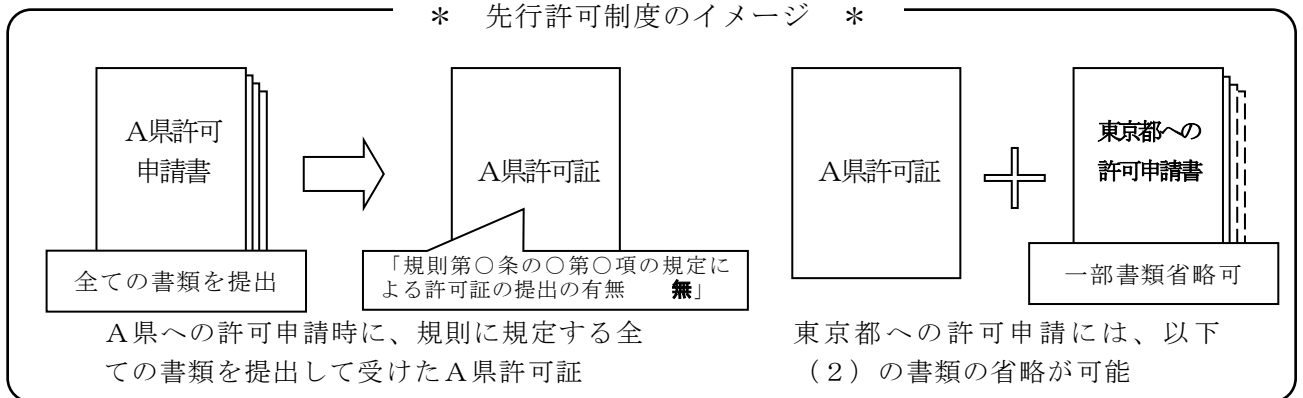 ＊　先行許可制度のイメージ　＊
Ａ県許可
申請書
全ての書類を提出
Ａ県許可証
「規則第○条の○第○項の規定に
よる許可証の提出の有無　　無」
Ａ県への許可申請時に、規則に規定する全
ての書類を提出して受けたＡ県許可証
Ａ県許可証
東京都への
許可申請書
一部書類省略可
東京都への許可申請には、以下
（２）の書類の省略が可能